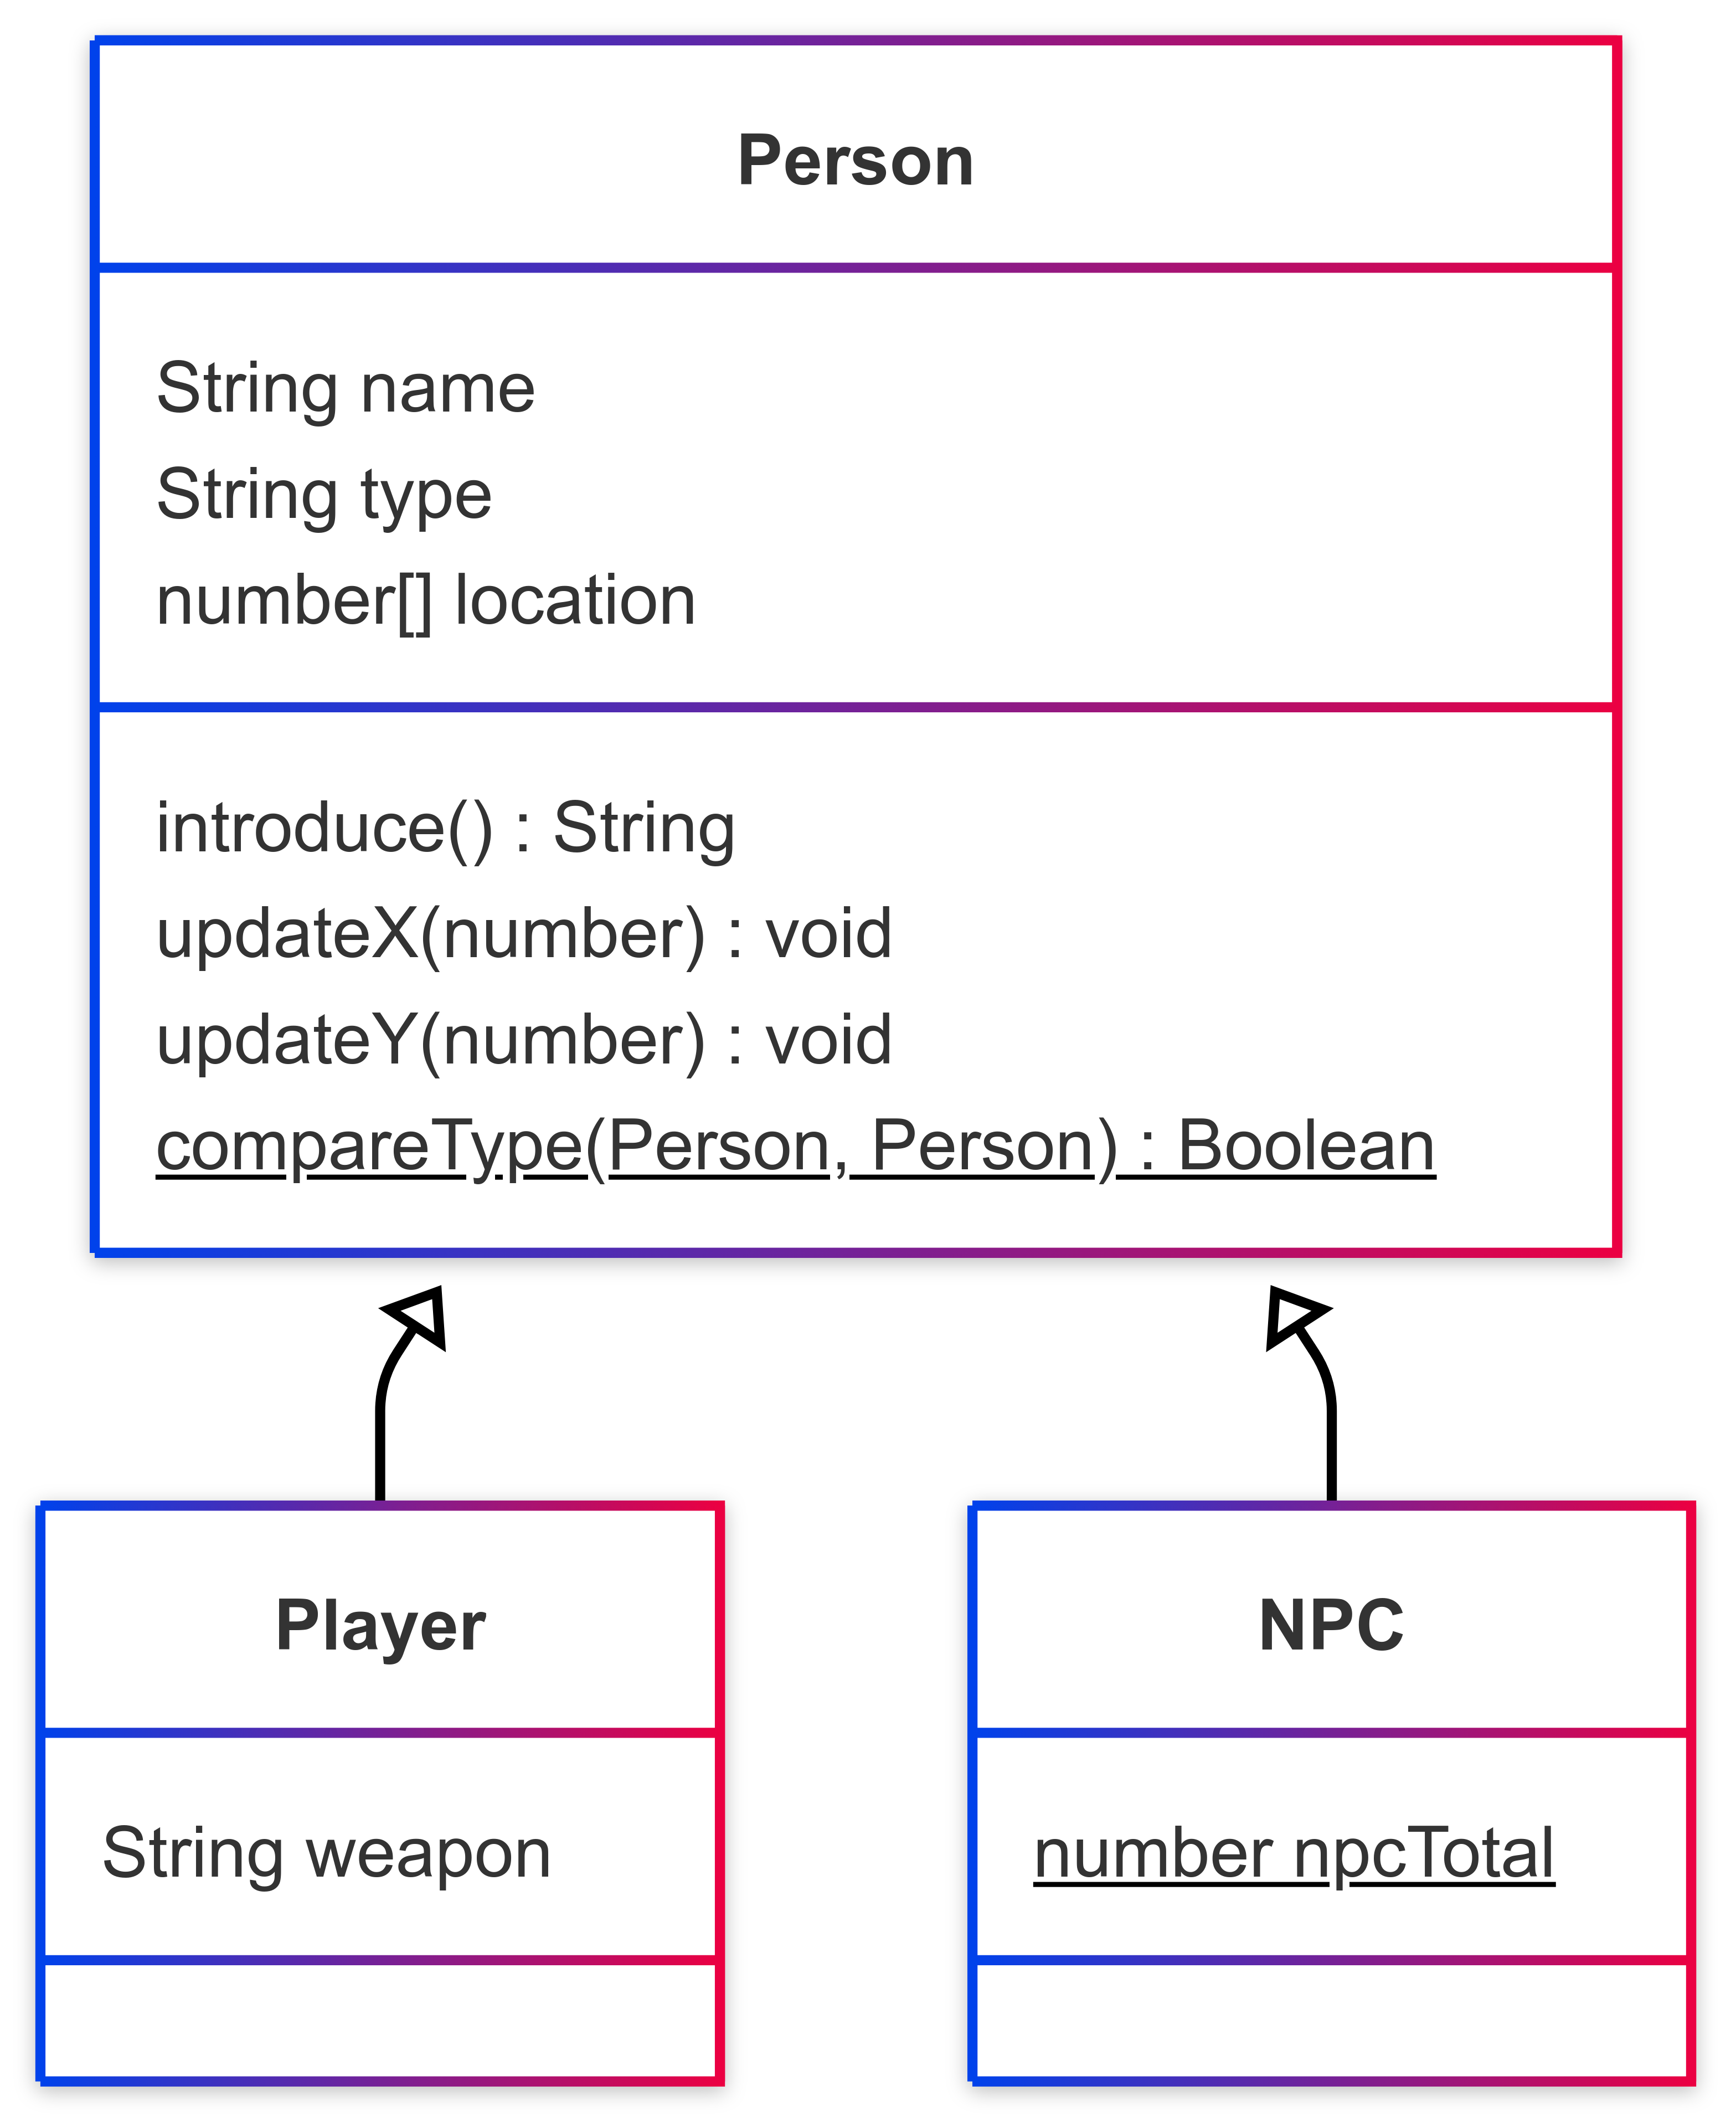 Person
String name
String type
number[] location
introduce() : String
updateX(number) : void
updateY(number) : void
compareType(Person, Person) : Boolean
Player
String weapon
NPC
number npcTotal